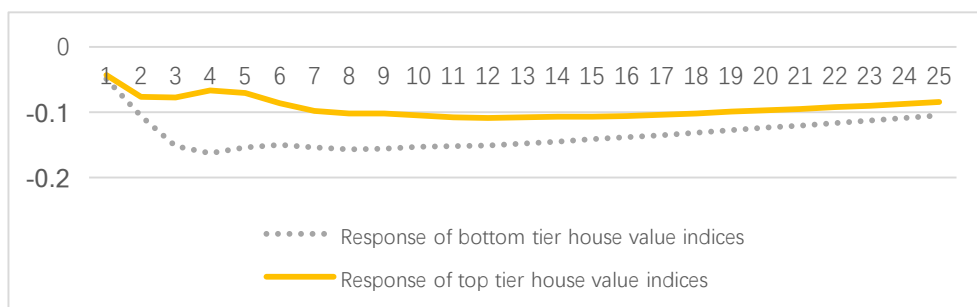 0
1 2 3 4 5 6 7 8 9 10 11 12 13 14 15 16 17 18 19 20 21 22 23 24 25
-0.1
-0.2
Response of bottom tier house value indices
Response of top tier house value indices